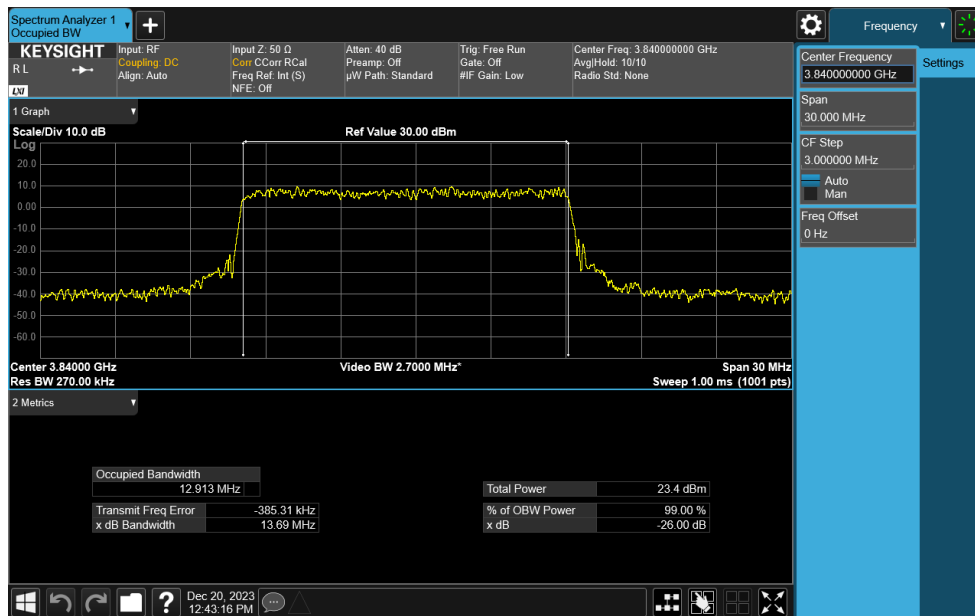 Spectrum Analyzer 1
Occupied BW
Frequency
KEYSIGHT
R L
LXI
Input: RF
Coupling: DC
Align: Auto
Input Z: 50 Ω
Corr CCorr RCal
Freq Ref: Int (S)
NFE: Off
Atten: 40 dB
Preamp: Off
µW Path: Standard
Trig: Free Run
Gate: Off
#IF Gain: Low
Center Freq: 3.840000000 GHz
Avg|Hold: 10/10
Radio Std: None
Center Frequency
3.840000000 GHz
Settings
Span
30.000 MHz
CF Step
3.000000 MHz
Auto
Man
Freq Offset
0 Hz
1 Graph
Scale/Div 10.0 dB
Ref Value 30.00 dBm
Log
20.0
10.0
0.00
-10.0
-20.0
-30.0
-40.0
-50.0
-60.0
Center 3.84000 GHz
Video BW 2.7000 MHz*
Span 30 MHz
Res BW 270.00 kHz
Sweep 1.00 ms (1001 pts)
2 Metrics
Occupied Bandwidth
12.913 MHz
Transmit Freq Error -385.31 kHz
x dB Bandwidth 13.69 MHz
Total Power 23.4 dBm
% of OBW Power 99.00 %
x dB -26.00 dB
Dec 20, 2023
12:43:16 PM